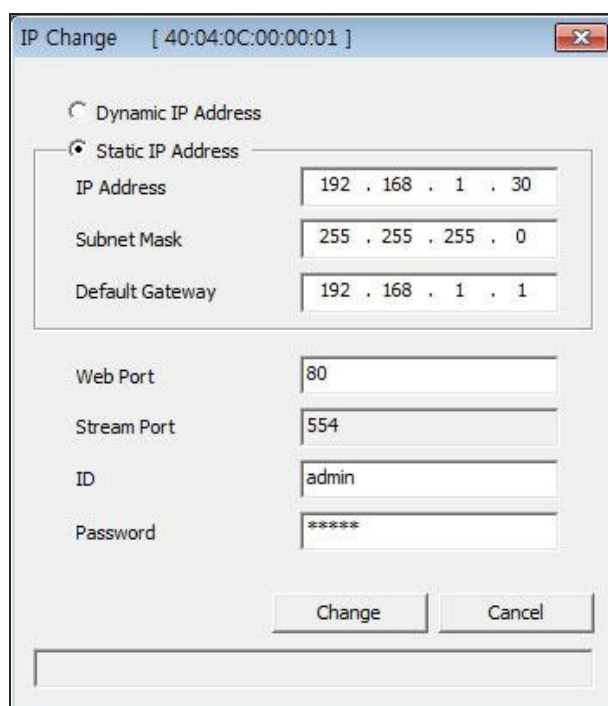 IP Change [ 40:04:0C:00:00:01 ]
Dynamic IP Address
Static IP Address
IP Address 192 . 168 . 1 . 30
Subnet Mask 255 . 255 . 255 . 0
Default Gateway 192 . 168 . 1 . 1
Web Port 80
Stream Port 554
ID admin
Password *****
Change Cancel